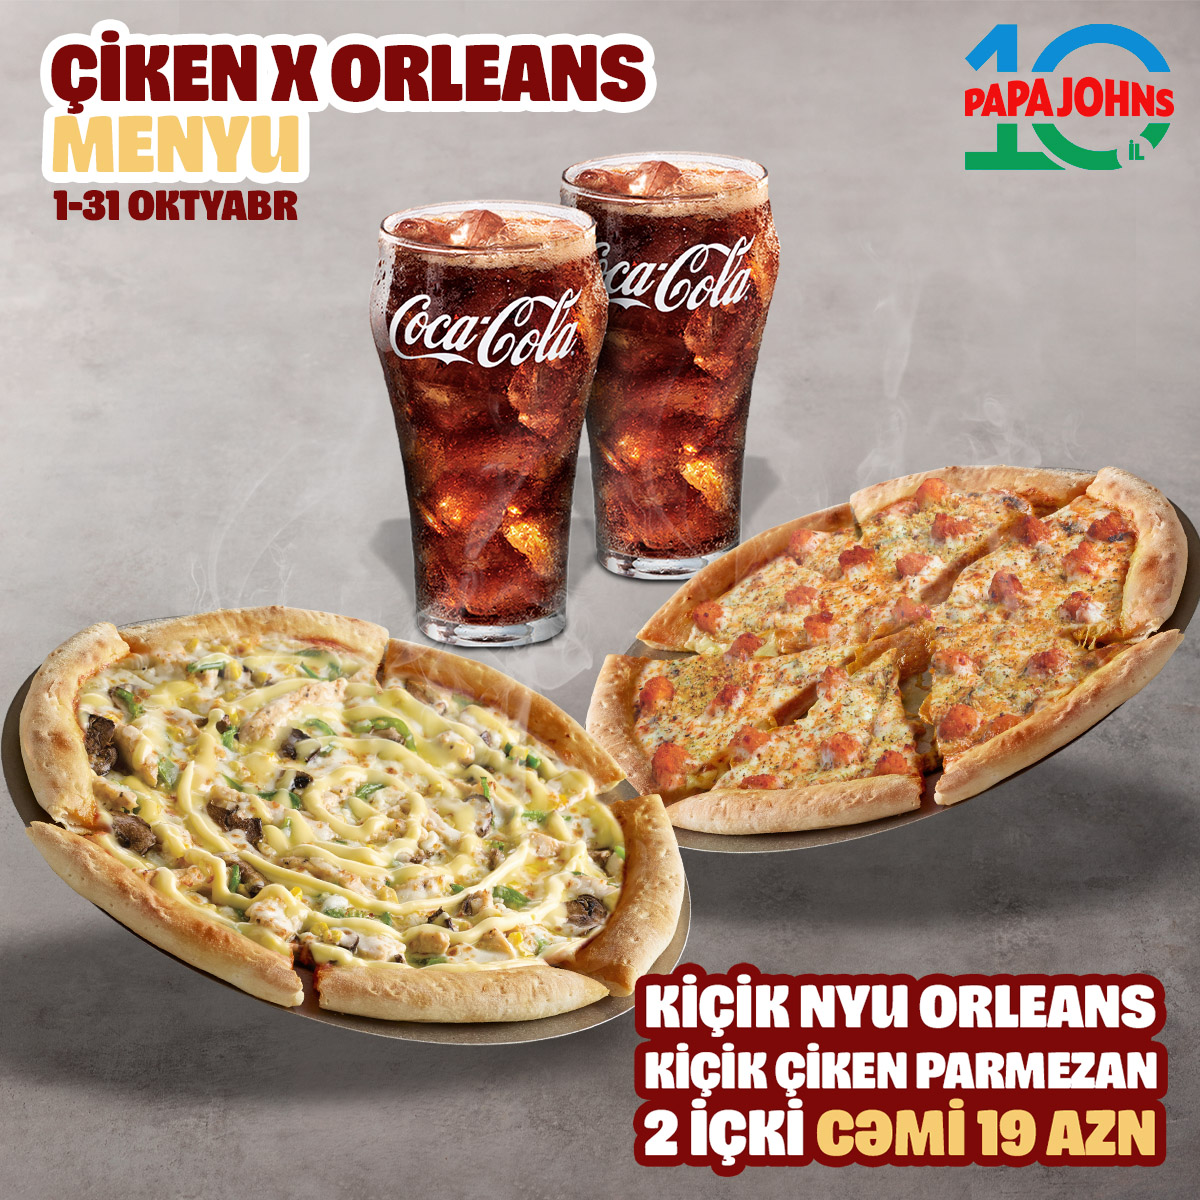 ÇİKEN X ORLEANS
MENYU
1-31 OKTYABR
10
PAPA JOHNS
İL
Coca-Cola
Coca-Cola
KİÇİK NYU ORLEANS
KİÇİK ÇİKEN PARMEZAN
2 İÇKİ CƏMİ 19 AZN